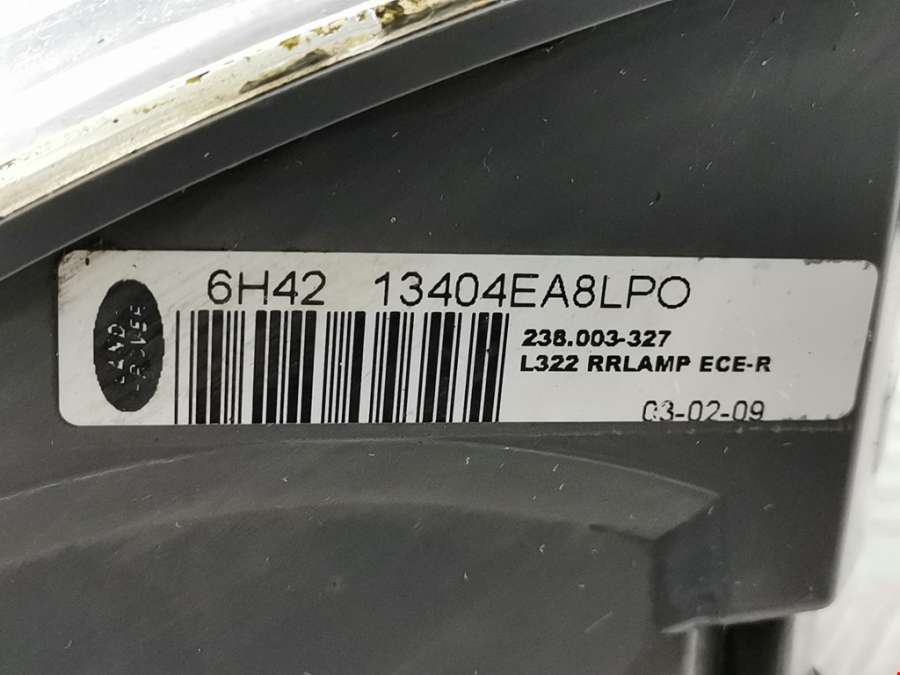 6H42 13404EA8LPO
238.003-327
L322 RRLAMP ECE-R
03-02-09